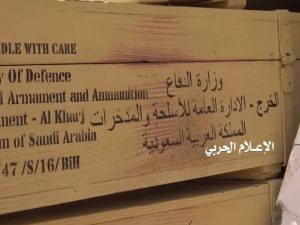 DLE WITH CARE
Of Defence
Armament and Ammunition
ment - Al Kharj
m of Saudi Arabia
47 /S/16/BiH
وزارة الدفاع
الخرج - الادارة العامة للأسلحة والمدخرات
المملكة العربية السعودية
الإعلام الحربي